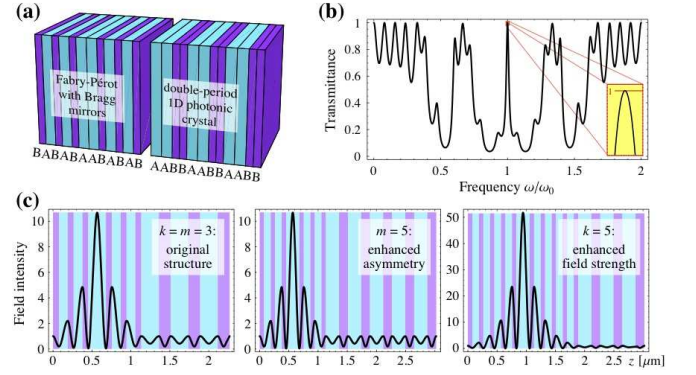 (a)
Fabry-Pérot
with Bragg
mirrors
double-period
1D photonic
crystal
BABABAABABAB
AABBAABBAABB
(b)
Transmittance
1
0.8
0.6
0.4
0.2
0
0 0.5 1 1.5 2
1
Frequency ω/ω0
(c)
Field intensity
10
8
6
4
2
0
0 0.5 1 1.5 2
k = m = 3:
original
structure
10
8
6
4
2
0
0 0.5 1 1.5 2 2.5
m = 5:
enhanced
asymmetry
50
40
30
20
10
0
0 0.5 1 1.5 2 2.5 z [μm]
k = 5:
enhanced
field strength